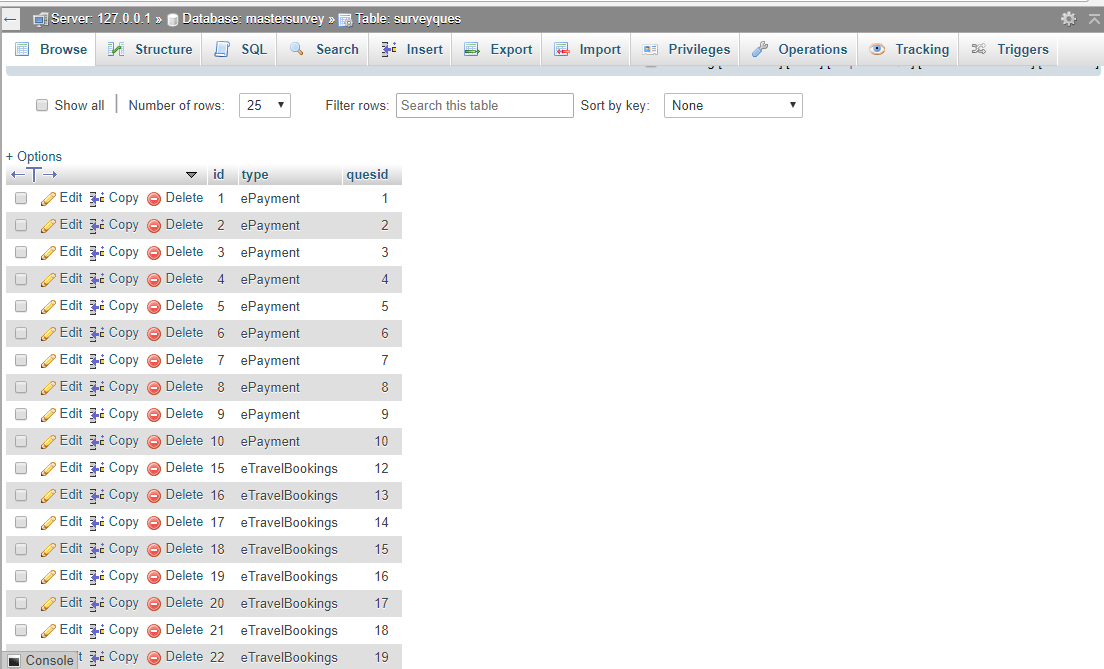 Server: 127.0.0.1 » Database: mastersurvey » Table: surveyques
Browse Structure SQL Search Insert Export Import Privileges Operations Tracking Triggers
Show all Number of rows: 25 Filter rows: Search this table Sort by key: None
+ Options
id type quesid
Edit Copy Delete 1 ePayment 1
Edit Copy Delete 2 ePayment 2
Edit Copy Delete 3 ePayment 3
Edit Copy Delete 4 ePayment 4
Edit Copy Delete 5 ePayment 5
Edit Copy Delete 6 ePayment 6
Edit Copy Delete 7 ePayment 7
Edit Copy Delete 8 ePayment 8
Edit Copy Delete 9 ePayment 9
Edit Copy Delete 10 ePayment 10
Edit Copy Delete 15 eTravelBookings 12
Edit Copy Delete 16 eTravelBookings 13
Edit Copy Delete 17 eTravelBookings 14
Edit Copy Delete 18 eTravelBookings 15
Edit Copy Delete 19 eTravelBookings 16
Edit Copy Delete 20 eTravelBookings 17
Edit Copy Delete 21 eTravelBookings 18
Copy Delete 22 eTravelBookings 19
Console